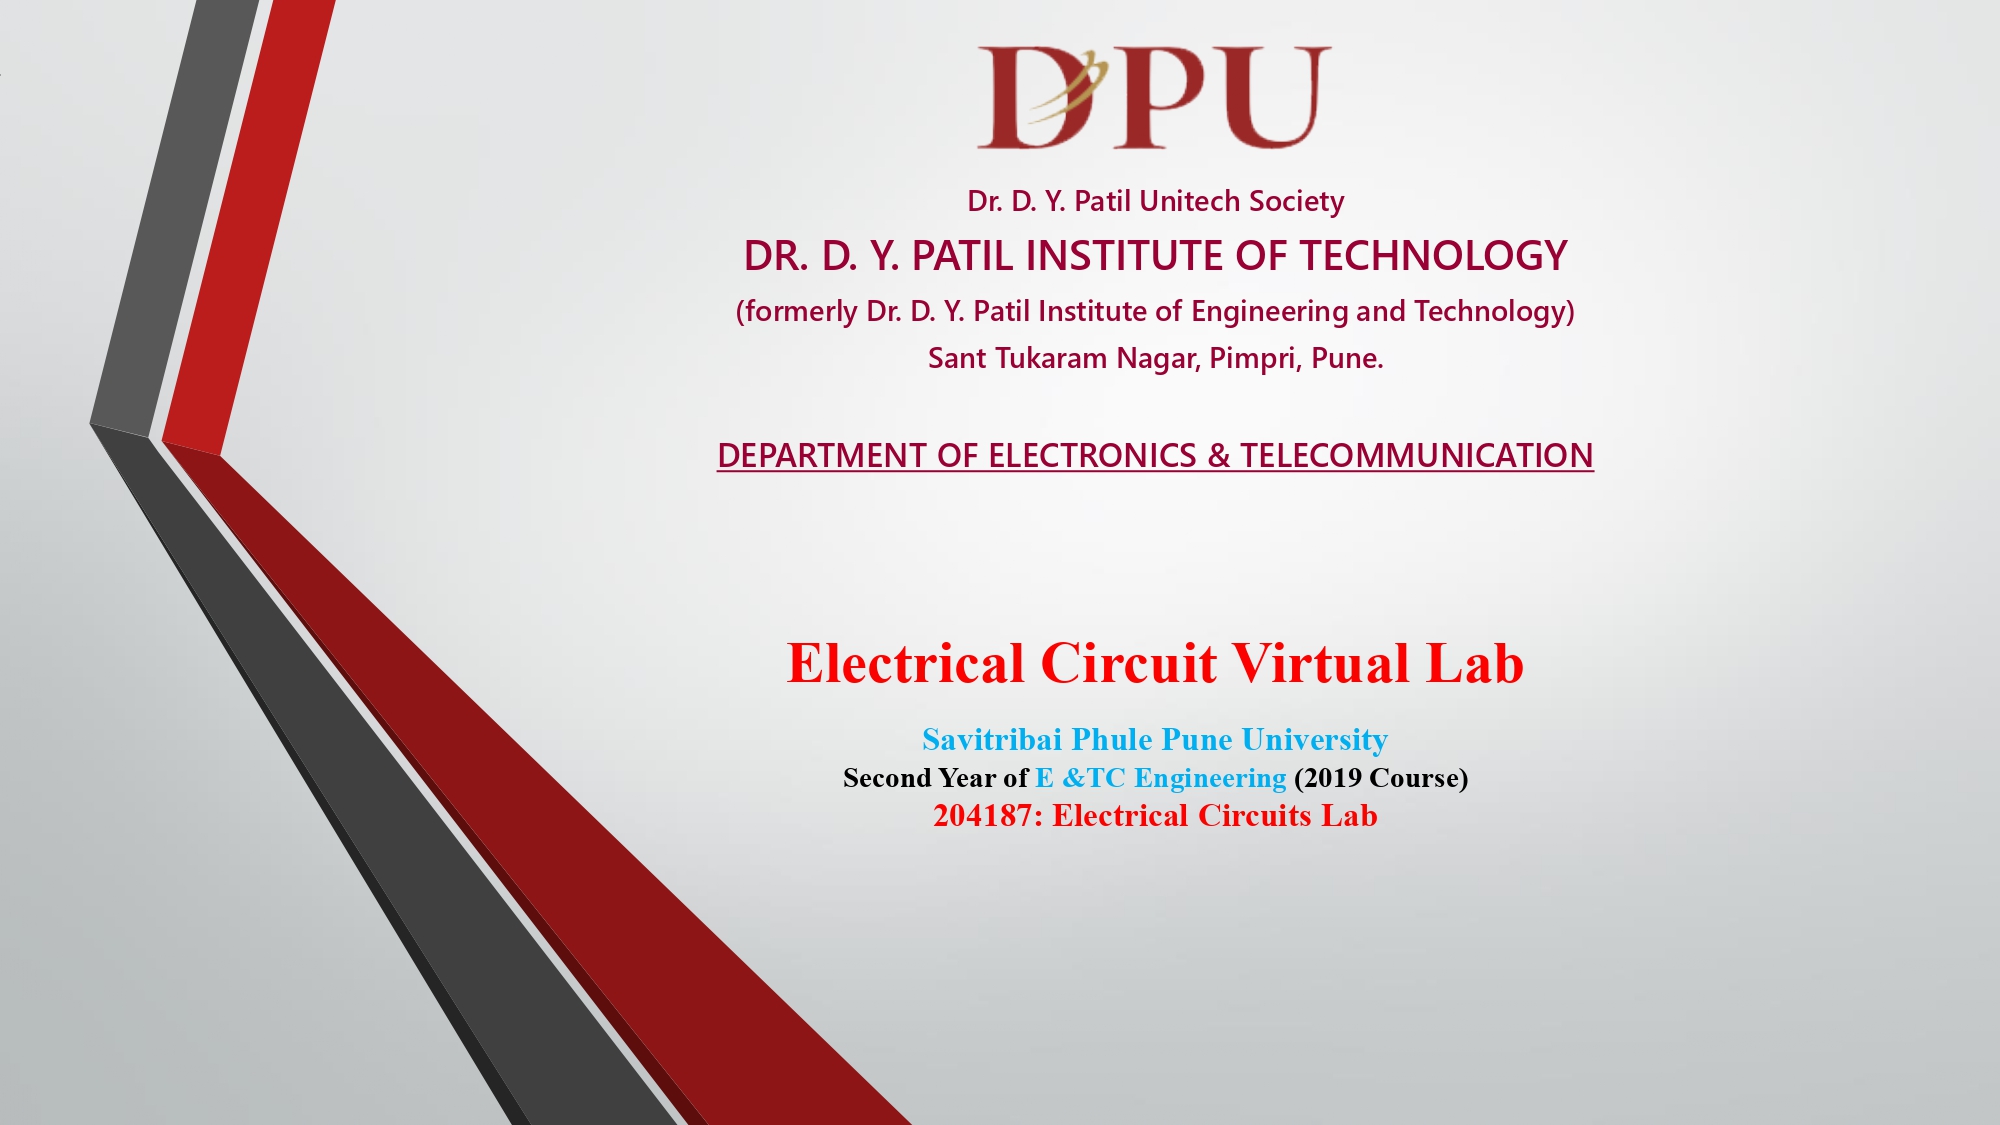 DPU
Dr. D. Y. Patil Unitech Society
DR. D. Y. PATIL INSTITUTE OF TECHNOLOGY
(formerly Dr. D. Y. Patil Institute of Engineering and Technology)
Sant Tukaram Nagar, Pimpri, Pune.
DEPARTMENT OF ELECTRONICS & TELECOMMUNICATION
Electrical Circuit Virtual Lab
Savitribai Phule Pune University
Second Year of E &TC Engineering (2019 Course)
204187: Electrical Circuits Lab